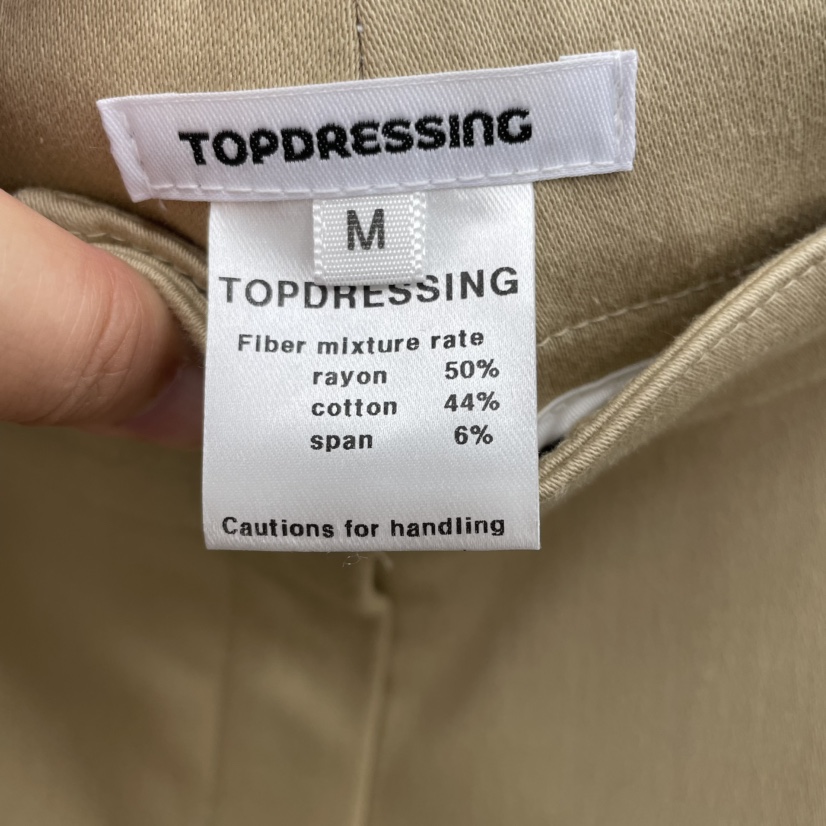 TOPDRESSING
M
TOPDRESSING
Fiber mixture rate
rayon 50%
cotton 44%
span 6%
Cautions for handling